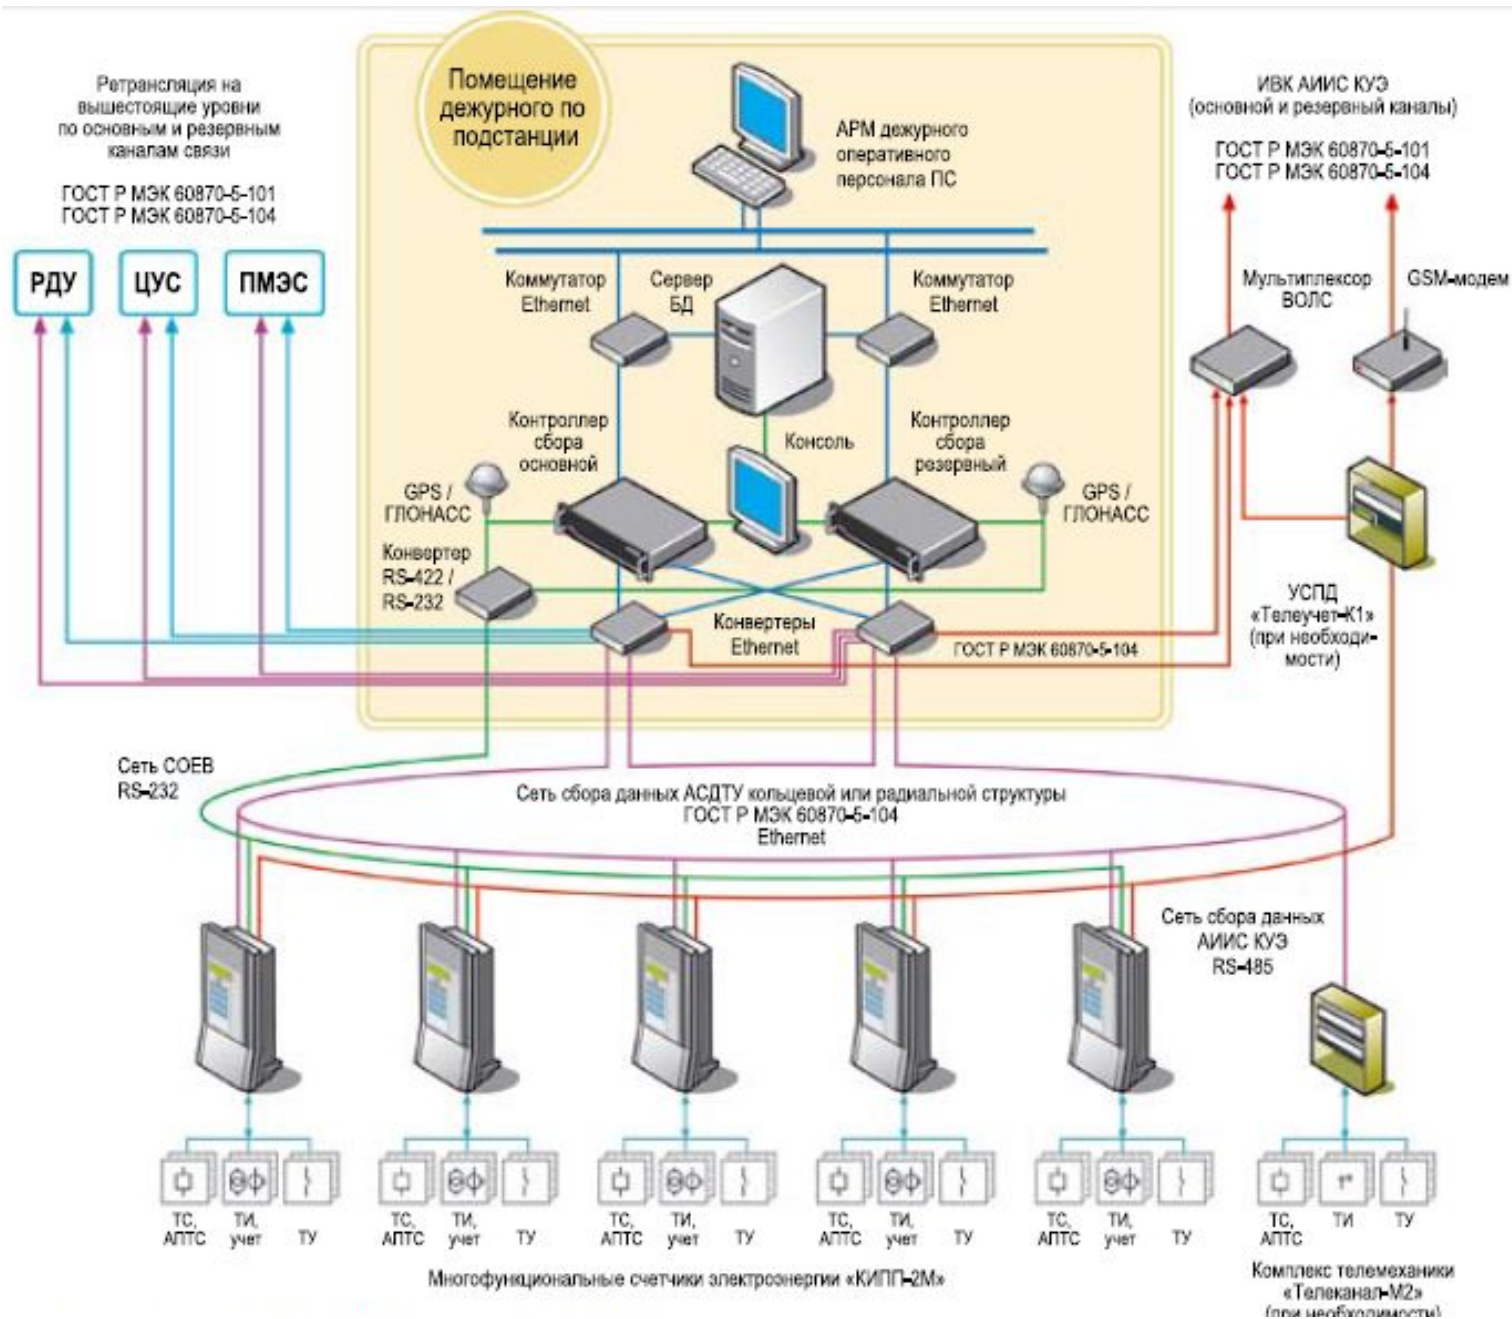 Ретрансляция на
вышестоящие уровни
по основным и резервным
каналам связи
ГОСТ Р МЭК 60870-5-101
ГОСТ Р МЭК 60870-5-104
РДУ
ЦУС
ПМЭС
Помещение
дежурного по
подстанции
АРМ дежурного
оперативного
персонала ПС
ИВК АИИС КУЭ
(основной и резервный каналы)
ГОСТ Р МЭК 60870-5-101
ГОСТ Р МЭК 60870-5-104
Коммутатор
Ethernet
Сервер
БД
Коммутатор
Ethernet
Мультиплексор
ВОЛС
GSM-модем
Контроллер
сбора
основной
Консоль
Контроллер
сбора
резервный
GPS /
ГЛОНАСС
GPS /
ГЛОНАСС
Конвертер
RS-422 /
RS-232
Конвертеры
Ethernet
ГОСТ Р МЭК 60870-5-104
УСПД
«Телеучет-К1»
(при необходи-
мости)
Сеть СОЕВ
RS-232
Сеть сбора данных АСДТУ кольцевой или радиальной структуры
ГОСТ Р МЭК 60870-5-104
Ethernet
Сеть сбора данных
АИИС КУЭ
RS-485
ТС,
АПТС
ТИ,
учет
ТУ
ТС,
АПТС
ТИ,
учет
ТУ
ТС,
АПТС
ТИ,
учет
ТУ
ТС,
АПТС
ТИ,
учет
ТУ
ТС,
АПТС
ТИ,
учет
ТУ
ТС,
АПТС
ТИ
ТУ
Многофункциональные счетчики электроэнергии «КИПП-2М»
Комплекс телемеханики
«Телеканал-М2»
(при необходимости)